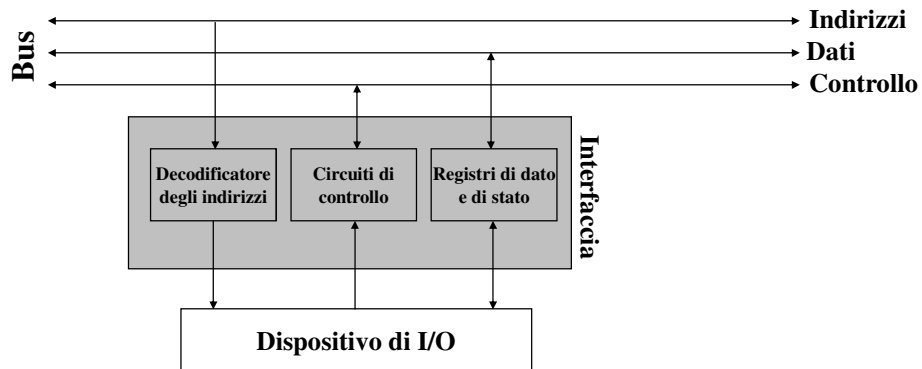 Bus
Indirizzi
Dati
Controllo
Interfaccia
Decodificatore
degli indirizzi
Circuiti di
controllo
Registri di dato
e di stato
Dispositivo di I/O